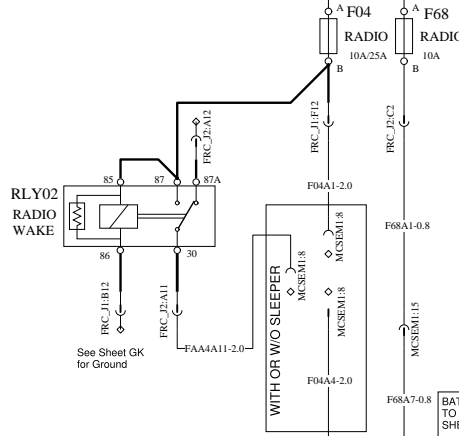 A
F04
RADIO
10A/25A
B
A
F68
RADIO
10A
B
FRC_J2:A12
FRC_J1:F12
FRC_J2:C2
85
87
87A
RLY02
RADIO
WAKE
86
30
F04A1-2.0
F68A1-0.8
MCSEM1:8
MCSEM1:8
MCSEM1:8
WITH OR W/O SLEEPER
FRC_J1:B12
FRC_J2:A11
MCSEM1:15
See Sheet GK
for Ground
FAA4A11-2.0
F04A4-2.0
F68A7-0.8
BAT
TO
SHE